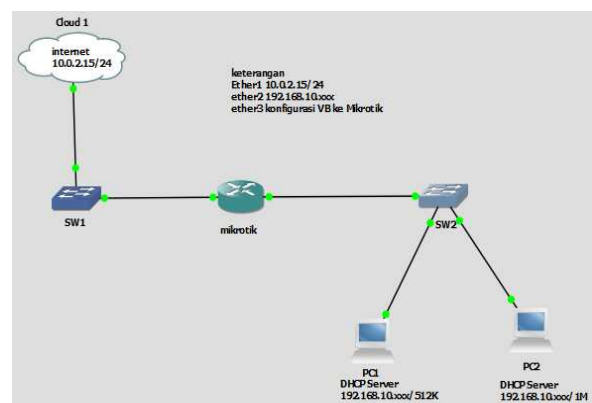 Cloud 1
internet
10.0.2.15/24
keterangan
Ether1 10.0.2.15/24
ether2 192.168.10.xxx
ether3 konfigurasi VB ke Mikrotik
SW1
mikrotik
SW2
PC1
DHCP Server
192.168.10.xxx/512K
PC2
DHCP Server
192.168.10.xxx/1M